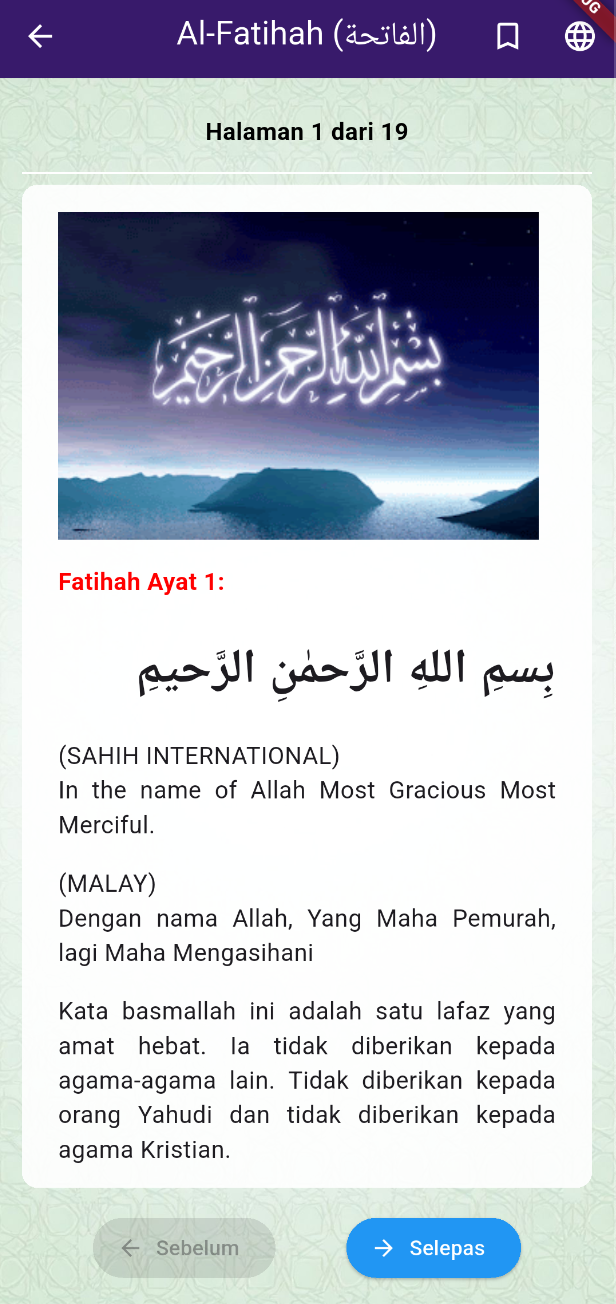 Al-Fatihah (الفاتحة)
UG
Halaman 1 dari 19
بسم الله الرحمن الرحيم
Fatihah Ayat 1:
بِسمِ اللهِ الرَّحمٰنِ الرَّحيمِ
(SAHIH INTERNATIONAL)
In the name of Allah Most Gracious Most
Merciful.
(MALAY)
Dengan nama Allah, Yang Maha Pemurah,
lagi Maha Mengasihani
Kata basmallah ini adalah satu lafaz yang
amat hebat. Ia tidak diberikan kepada
agama-agama lain. Tidak diberikan kepada
orang Yahudi dan tidak diberikan kepada
agama Kristian.
Sebelum
Selepas